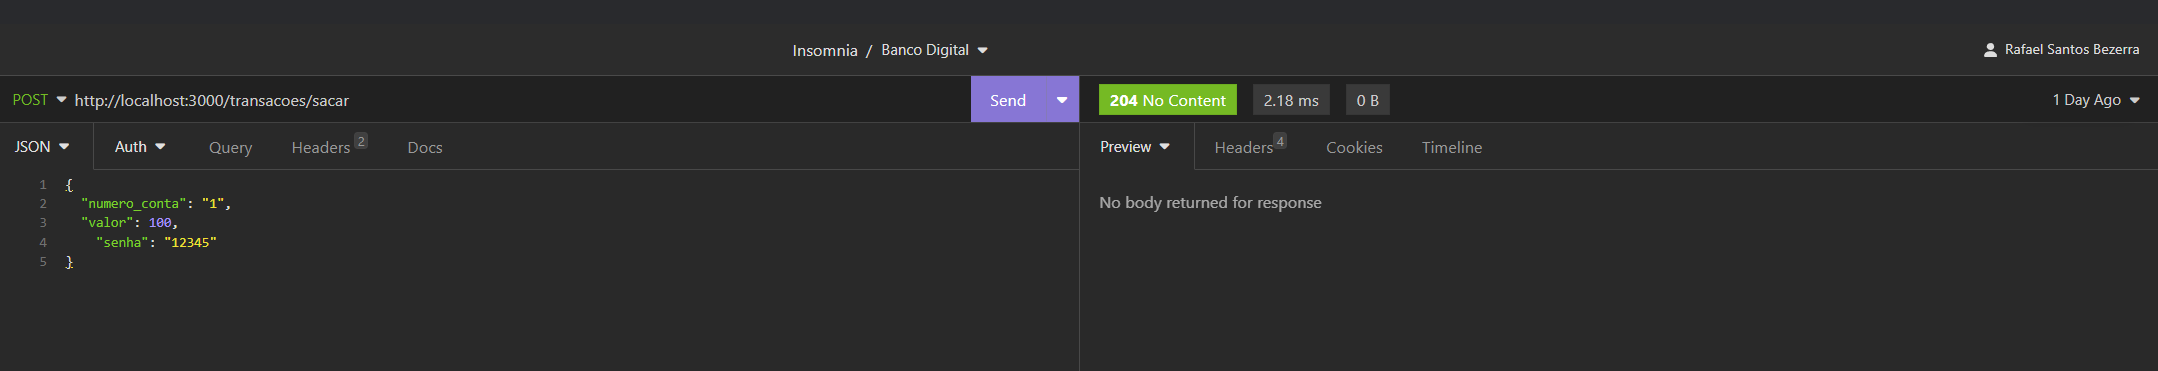 Insomnia / Banco Digital
Rafael Santos Bezerra
POST http://localhost:3000/transacoes/sacar
Send
204 No Content 2.18 ms 0 B
1 Day Ago
JSON Auth Query Headers 2 Docs
Preview Headers 4 Cookies Timeline
1 {
2 "numero_conta": "1",
3 "valor": 100,
4 "senha": "12345"
5 }
No body returned for response